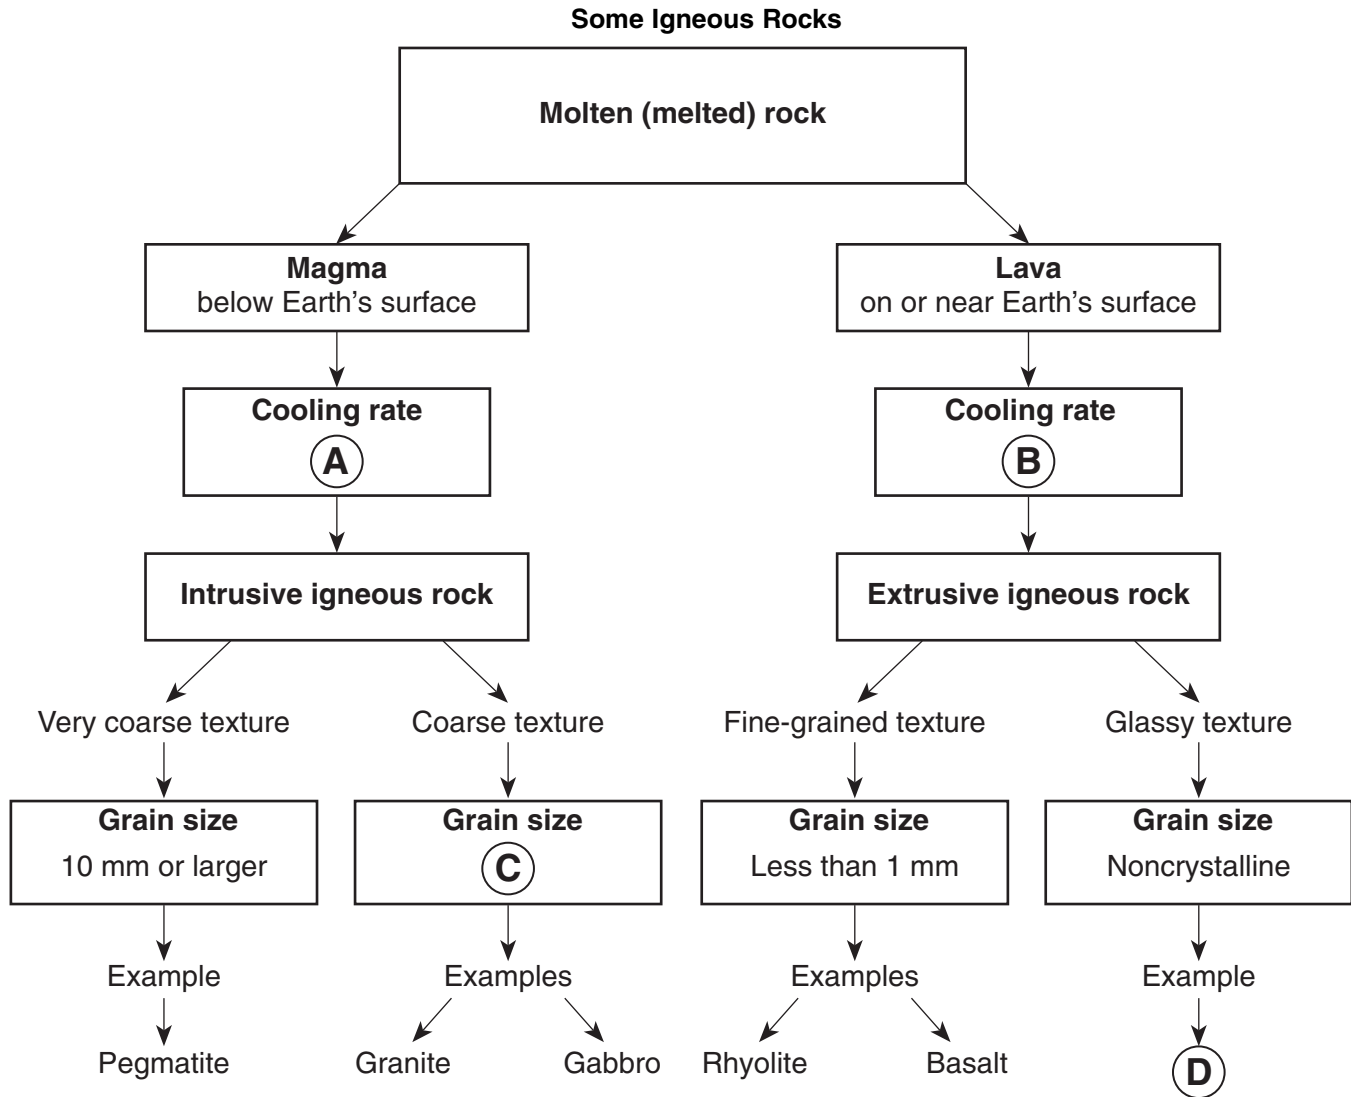 Some Igneous Rocks
Molten (melted) rock
Magma
below Earth's surface
Lava
on or near Earth's surface
Cooling rate
A
Cooling rate
B
Intrusive igneous rock
Extrusive igneous rock
Very coarse texture
Coarse texture
Fine-grained texture
Glassy texture
Grain size
10 mm or larger
Grain size
C
Grain size
Less than 1 mm
Grain size
Noncrystalline
Example
Examples
Examples
Example
Pegmatite
Granite
Gabbro
Rhyolite
Basalt
D